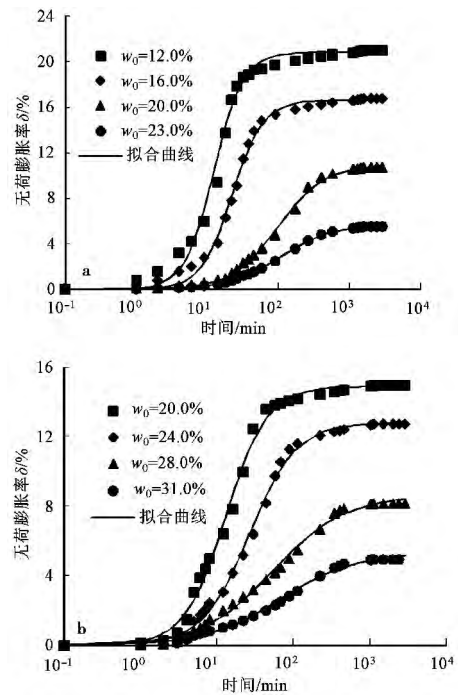 无荷膨胀率δ/%
24
20
16
12
8
4
0
w₀=12.0%
w₀=16.0%
w₀=20.0%
w₀=23.0%
拟合曲线
a
10⁻¹ 10⁰ 10¹ 10² 10³ 10⁴
时间/min
无荷膨胀率δ/%
16
12
8
4
0
w₀=20.0%
w₀=24.0%
w₀=28.0%
w₀=31.0%
拟合曲线
b
10⁻¹ 10⁰ 10¹ 10² 10³ 10⁴
时间/min